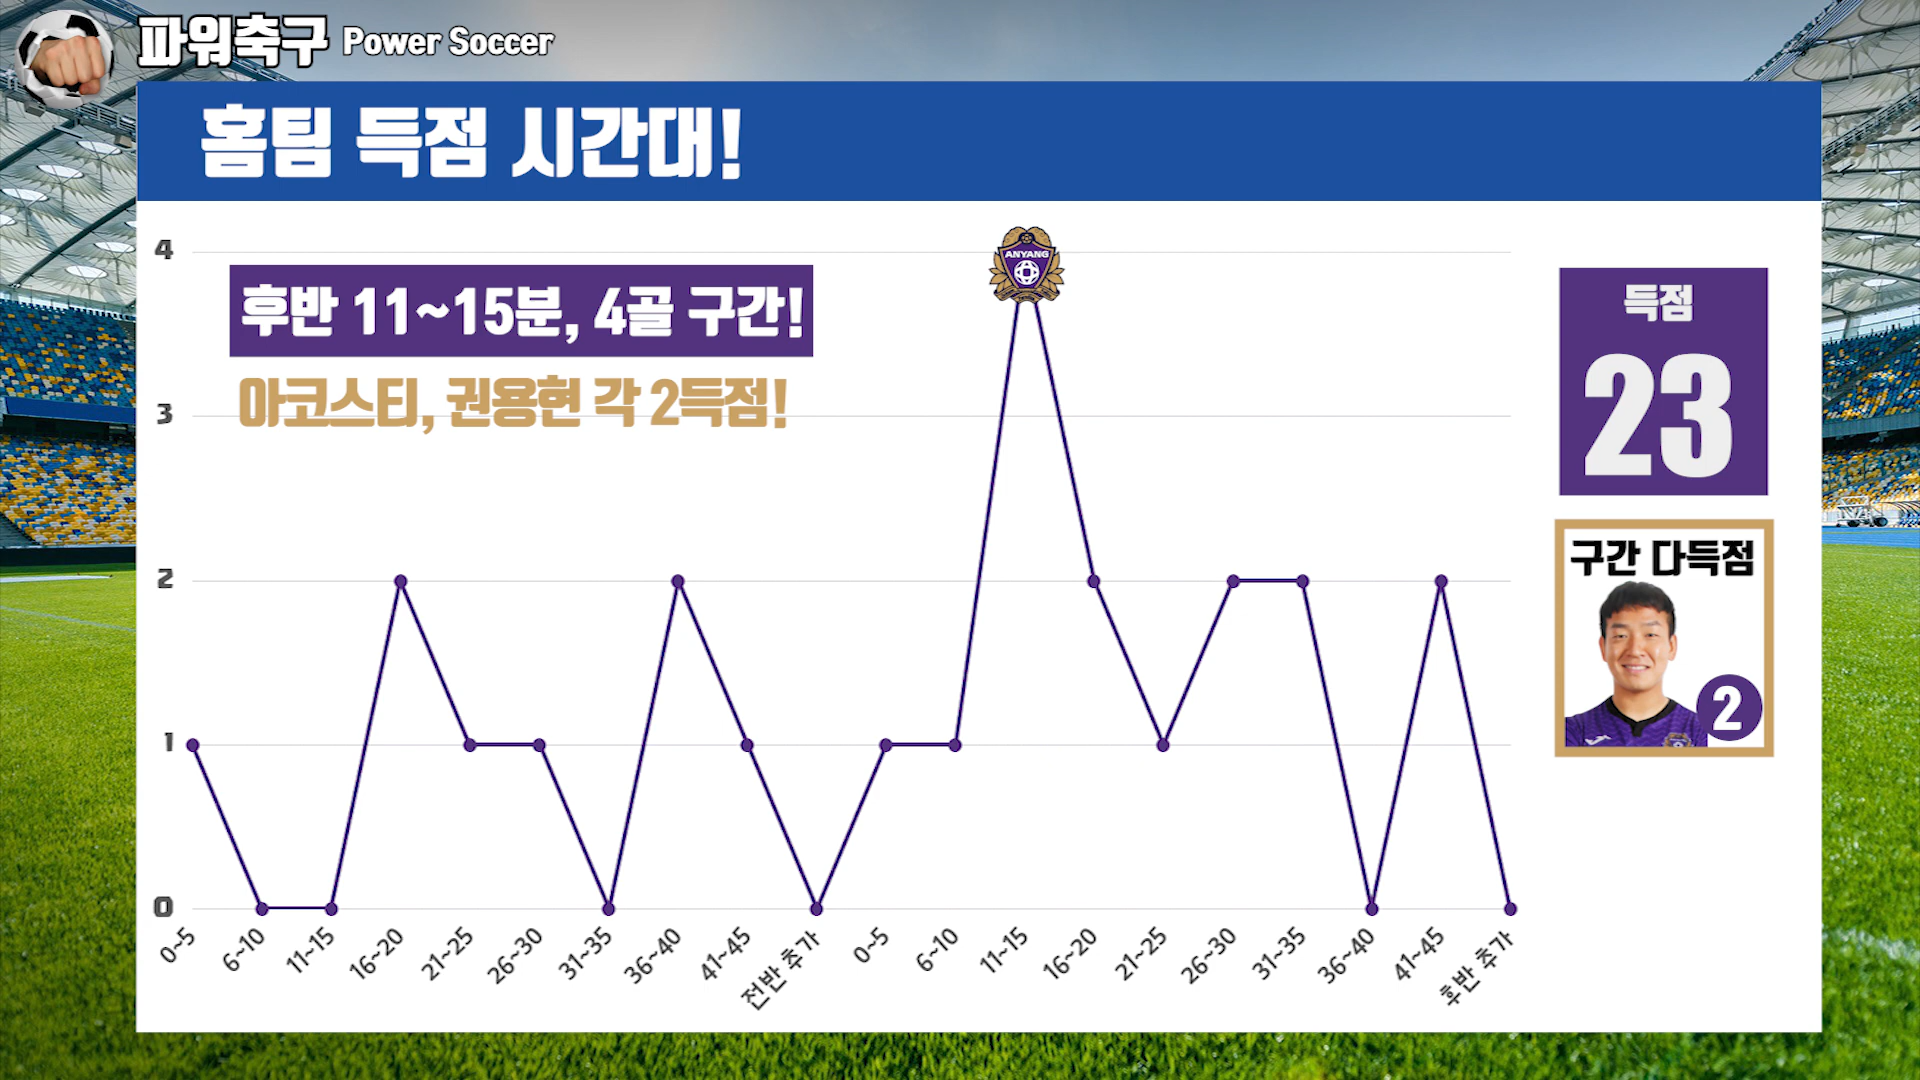 파워축구 Power Soccer
홈팀 득점 시간대!
4
3
2
1
0
후반 11~15분, 4골 구간!
아코스티, 권용현 각 2득점!
ANYANG
득점
23
구간 다득점
2
0~5
6~10
11~15
16~20
21~25
26~30
31~35
36~40
41~45
전반 추가
0~5
6~10
11~15
16~20
21~25
26~30
31~35
36~40
41~45
후반 추가